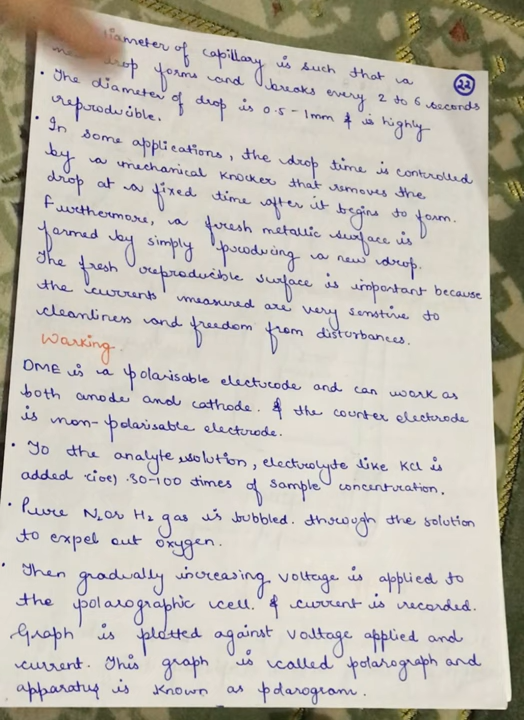 diameter of capillary is such that a
drop forms and breaks every 2 to 6 seconds
22
• The diameter of drop is 0.5-1mm & is highly
reproducible.
• In some applications, the drop time is controlled
by a mechanical knocker that removes the
drop at a fixed time after it begins to form.
Furthermore, a fresh metallic surface is
formed by simply producing a new drop.
The fresh reproducible surface is important because
the currents measured are very senstive to
cleanliness and freedom from disturbances.
Working.
DME is a polarisable electrode and can work as
both anode and cathode. & the counter electrode
is non-polarisable electrode.
• To the analyte solution, electrolyte like KCl is
added (ioe) 50-100 times of sample concentration.
• Pure N2 or H2 gas is bubbled. through the solution
to expel out oxygen.
• Then gradually increasing voltage is applied to
the polarographic cell. & current is recorded.
Graph is plotted against voltage applied and
current. This graph is called polarograph and
apparatus is known as polarogram.